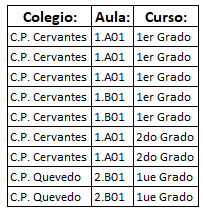 Colegio: Aula: Curso:
C.P. Cervantes 1.A01 1er Grado
C.P. Cervantes 1.A01 1er Grado
C.P. Cervantes 1.A01 1er Grado
C.P. Cervantes 1.B01 1er Grado
C.P. Cervantes 1.B01 1er Grado
C.P. Cervantes 1.A01 2do Grado
C.P. Cervantes 1.A01 2do Grado
C.P. Quevedo 2.B01 1ue Grado
C.P. Quevedo 2.B01 1ue Grado